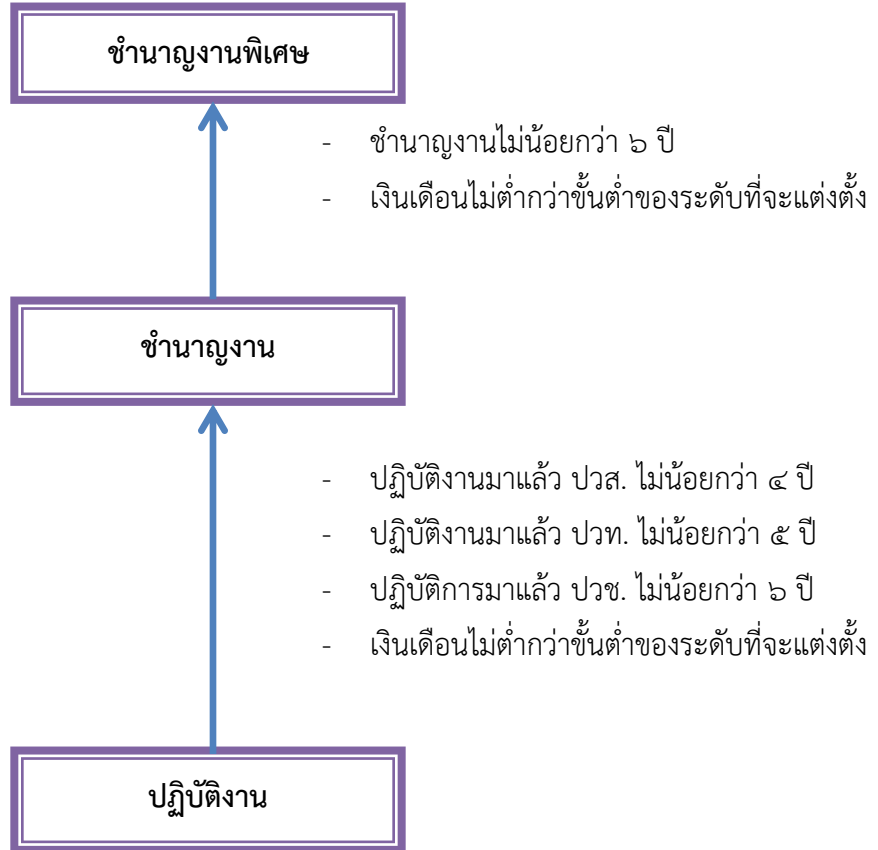 ชำนาญงานพิเศษ
- ชำนาญงานไม่น้อยกว่า ๖ ปี
- เงินเดือนไม่ต่ำกว่าขั้นต่ำของระดับที่จะแต่งตั้ง
ชำนาญงาน
- ปฏิบัติงานมาแล้ว ปวส. ไม่น้อยกว่า ๔ ปี
- ปฏิบัติงานมาแล้ว ปวท. ไม่น้อยกว่า ๕ ปี
- ปฏิบัติการมาแล้ว ปวช. ไม่น้อยกว่า ๖ ปี
- เงินเดือนไม่ต่ำกว่าขั้นต่ำของระดับที่จะแต่งตั้ง
ปฏิบัติงาน